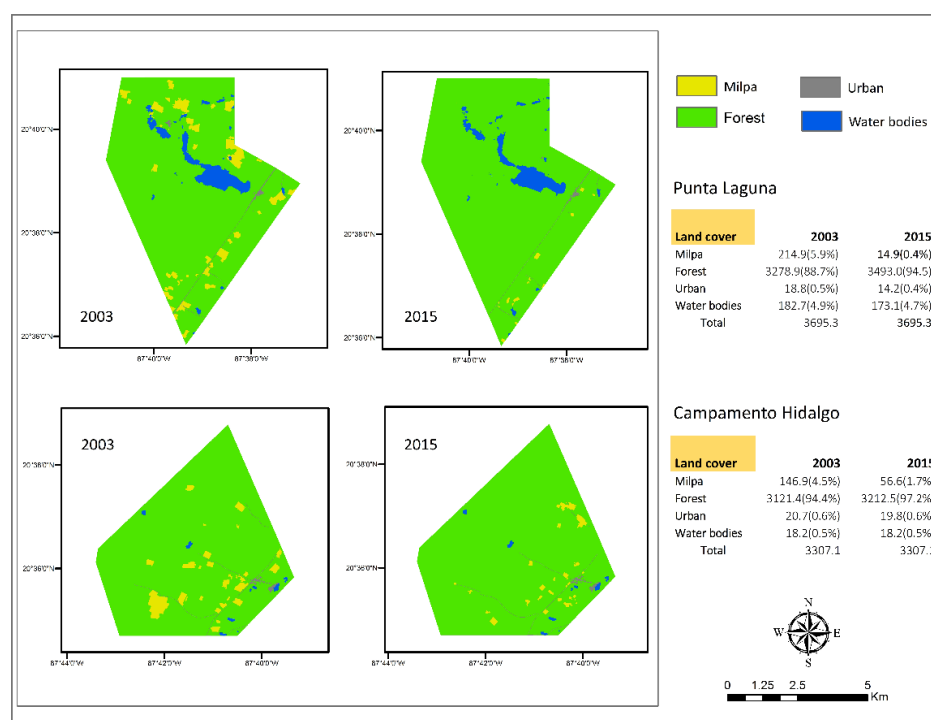 20°40'0"N
20°38'0"N
20°36'0"N
2003
87°40'0"W 87°38'0"W
20°40'0"N
20°38'0"N
20°36'0"N
2015
87°40'0"W 87°38'0"W
2003
20°38'0"N
20°36'0"N
87°44'0"W 87°42'0"W 87°40'0"W
2015
20°38'0"N
20°36'0"N
87°44'0"W 87°42'0"W 87°40'0"W
Milpa Urban
Forest Water bodies
Punta Laguna
Land cover 2003 2015
Milpa 214.9(5.9%) 14.9(0.4%)
Forest 3278.9(88.7%) 3493.0(94.5)
Urban 18.8(0.5%) 14.2(0.4%)
Water bodies 182.7(4.9%) 173.1(4.7%)
Total 3695.3 3695.3
Campamento Hidalgo
Land cover 2003 2015
Milpa 146.9(4.5%) 56.6(1.7%
Forest 3121.4(94.4%) 3212.5(97.2%
Urban 20.7(0.6%) 19.8(0.6%
Water bodies 18.2(0.5%) 18.2(0.5%
Total 3307.1
N
W E
S
0 1.25 2.5 5
Km